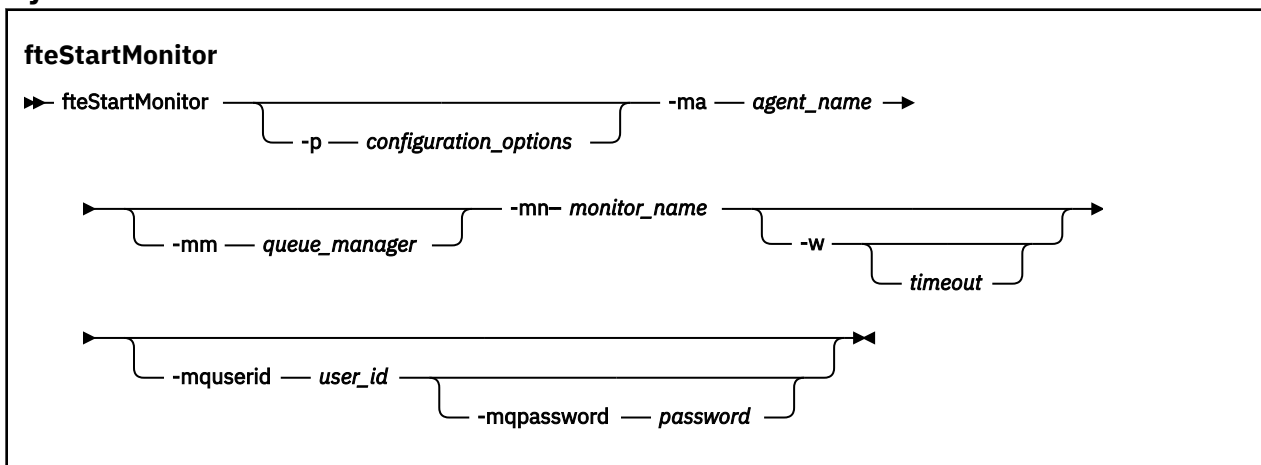 fteStartMonitor
fteStartMonitor -ma agent_name
-p configuration_options
-mn monitor_name
-mm queue_manager -w
timeout
-mquserid user_id
-mqpassword password